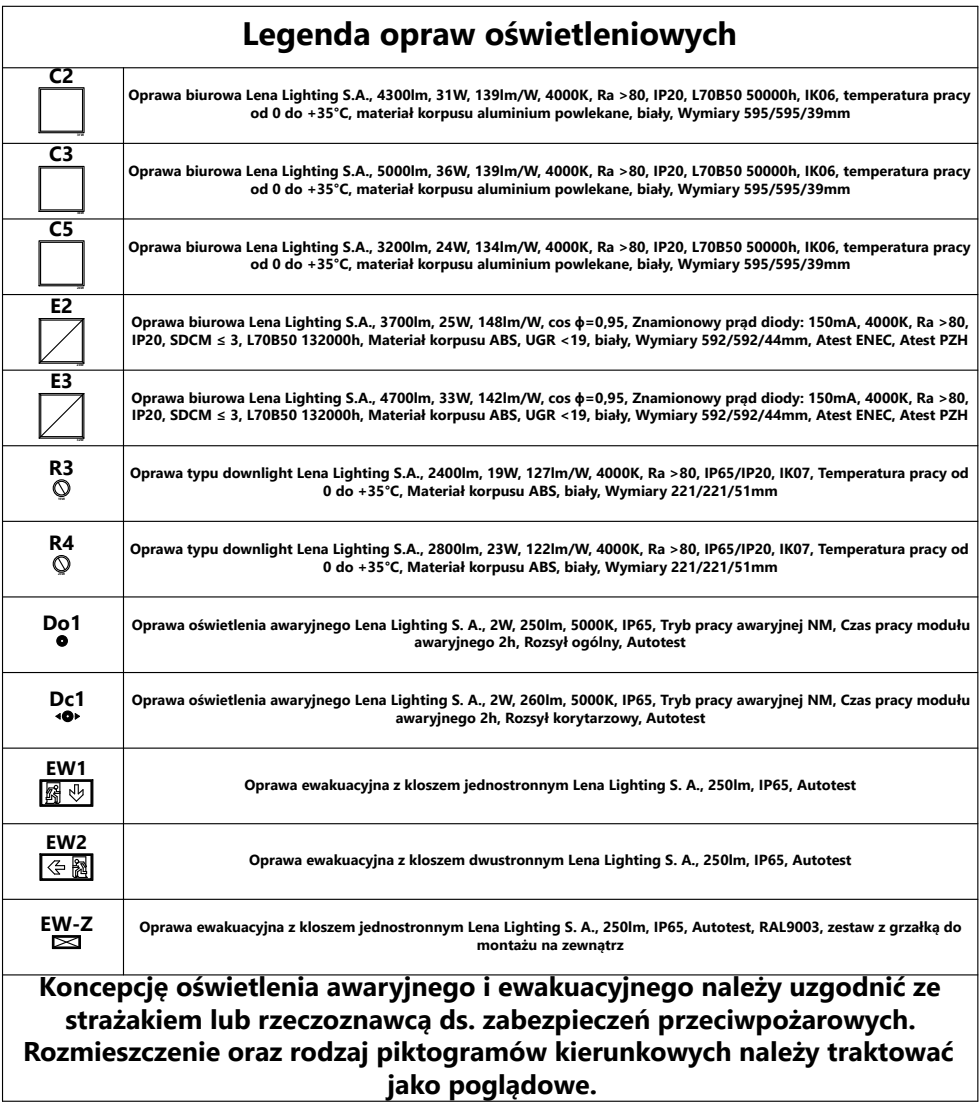 Legenda opraw oświetleniowych
C2
Oprawa biurowa Lena Lighting S.A., 4300lm, 31W, 139lm/W, 4000K, Ra >80, IP20, L70B50 50000h, IK06, temperatura pracy
od 0 do +35°C, materiał korpusu aluminium powlekane, biały, Wymiary 595/595/39mm
C3
Oprawa biurowa Lena Lighting S.A., 5000lm, 36W, 139lm/W, 4000K, Ra >80, IP20, L70B50 50000h, IK06, temperatura pracy
od 0 do +35°C, materiał korpusu aluminium powlekane, biały, Wymiary 595/595/39mm
C5
Oprawa biurowa Lena Lighting S.A., 3200lm, 24W, 134lm/W, 4000K, Ra >80, IP20, L70B50 50000h, IK06, temperatura pracy
od 0 do +35°C, materiał korpusu aluminium powlekane, biały, Wymiary 595/595/39mm
E2
Oprawa biurowa Lena Lighting S.A., 3700lm, 25W, 148lm/W, cos ϕ=0,95, Znamionowy prąd diody: 150mA, 4000K, Ra >80,
IP20, SDCM ≤ 3, L70B50 132000h, Materiał korpusu ABS, UGR <19, biały, Wymiary 592/592/44mm, Atest ENEC, Atest PZH
E3
Oprawa biurowa Lena Lighting S.A., 4700lm, 33W, 142lm/W, cos ϕ=0,95, Znamionowy prąd diody: 150mA, 4000K, Ra >80,
IP20, SDCM ≤ 3, L70B50 132000h, Materiał korpusu ABS, UGR <19, biały, Wymiary 592/592/44mm, Atest ENEC, Atest PZH
R3
Oprawa typu downlight Lena Lighting S.A., 2400lm, 19W, 127lm/W, 4000K, Ra >80, IP65/IP20, IK07, Temperatura pracy od
0 do +35°C, Materiał korpusu ABS, biały, Wymiary 221/221/51mm
R4
Oprawa typu downlight Lena Lighting S.A., 2800lm, 23W, 122lm/W, 4000K, Ra >80, IP65/IP20, IK07, Temperatura pracy od
0 do +35°C, Materiał korpusu ABS, biały, Wymiary 221/221/51mm
Do1
Oprawa oświetlenia awaryjnego Lena Lighting S. A., 2W, 250lm, 5000K, IP65, Tryb pracy awaryjnej NM, Czas pracy modułu
awaryjnego 2h, Rozsył ogólny, Autotest
Dc1
Oprawa oświetlenia awaryjnego Lena Lighting S. A., 2W, 260lm, 5000K, IP65, Tryb pracy awaryjnej NM, Czas pracy modułu
awaryjnego 2h, Rozsył korytarzowy, Autotest
EW1
Oprawa ewakuacyjna z kloszem jednostronnym Lena Lighting S. A., 250lm, IP65, Autotest
EW2
Oprawa ewakuacyjna z kloszem dwustronnym Lena Lighting S. A., 250lm, IP65, Autotest
EW-Z
Oprawa ewakuacyjna z kloszem jednostronnym Lena Lighting S. A., 250lm, IP65, Autotest, RAL9003, zestaw z grzałką do
montażu na zewnątrz
Koncepcję oświetlenia awaryjnego i ewakuacyjnego należy uzgodnić ze
strażakiem lub rzeczoznawcą ds. zabezpieczeń przeciwpożarowych.
Rozmieszczenie oraz rodzaj piktogramów kierunkowych należy traktować
jako poglądowe.